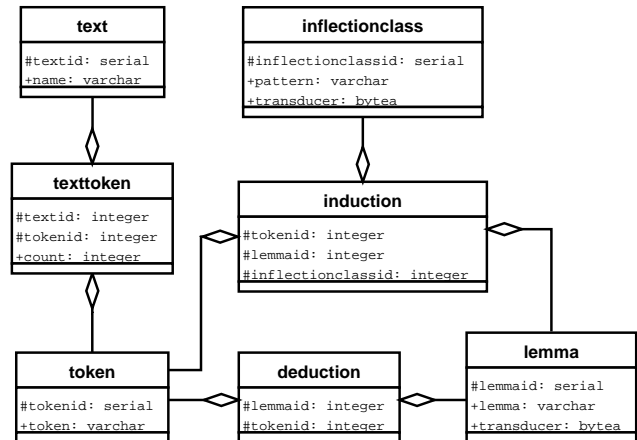 text
#textid: serial
+name: varchar
inflectionclass
#inflectionclassid: serial
+pattern: varchar
+transducer: bytea
texttoken
#textid: integer
#tokenid: integer
+count: integer
induction
#tokenid: integer
#lemmaid: integer
#inflectionclassid: integer
token
#tokenid: serial
+token: varchar
deduction
#lemmaid: integer
#tokenid: integer
lemma
#lemmaid: serial
+lemma: varchar
+transducer: bytea